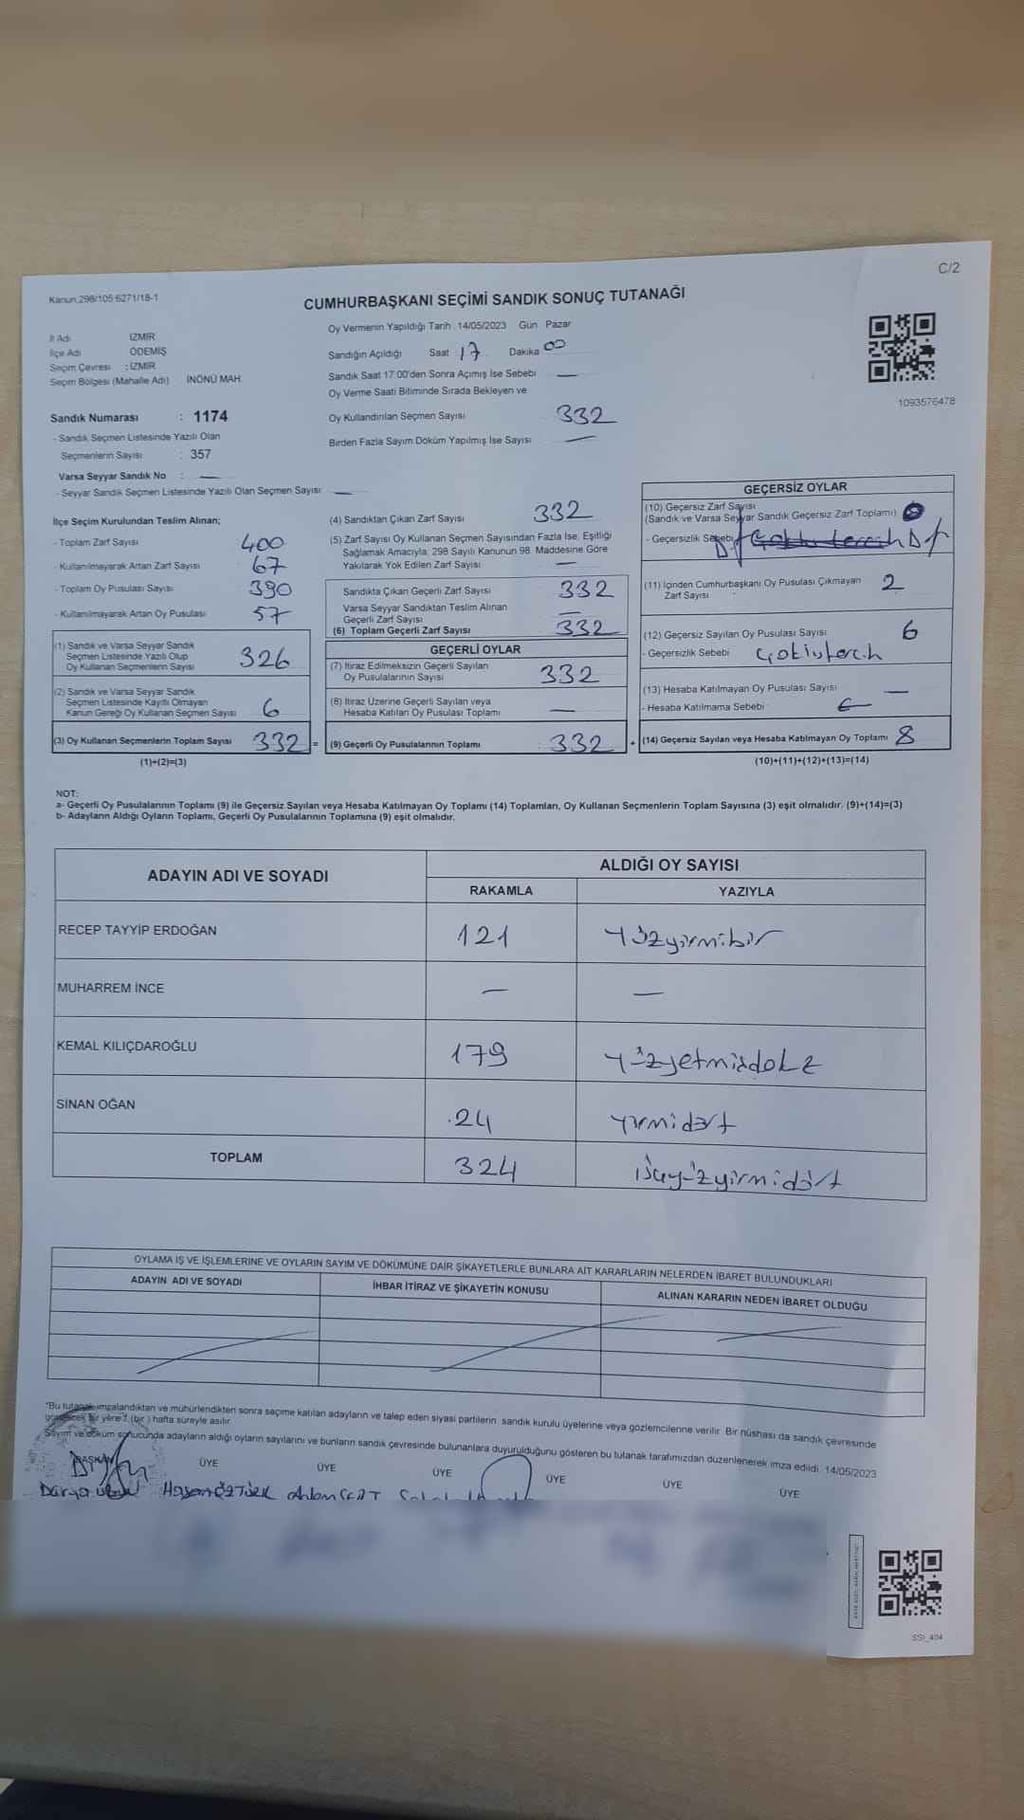 C/2
Kanun 298/105 6271/18-1
CUMHURBAŞKANI SEÇİMİ SANDIK SONUÇ TUTANAĞI
İl Adı İZMİR
İlçe Adı ÖDEMİŞ
Seçim Çevresi : İZMİR
Seçim Bölgesi (Mahalle Adı) İNÖNÜ MAH.
Oy Vermenin Yapıldığı Tarih 14/05/2023 Gün Pazar
Sandığın Açıldığı Saat 17 Dakika 00
Sandık Saat 17:00'den Sonra Açımış İse Sebebi —
Oy Verme Saati Bitiminde Sırada Bekleyen ve
Oy Kullandırılan Seçmen Sayısı 332
Birden Fazla Sayım Döküm Yapılmış İse Sayısı —
1093576478
Sandık Numarası : 1174
- Sandık Seçmen Listesinde Yazılı Olan
Seçmenlerin Sayısı : 357
Varsa Seyyar Sandık No : —
- Seyyar Sandık Seçmen Listesinde Yazılı Olan Seçmen Sayısı —
İlçe Seçim Kurulundan Teslim Alınan;
- Toplam Zarf Sayısı 400
- Kullanılmayarak Artan Zarf Sayısı 67
- Toplam Oy Pusulası Sayısı 390
- Kullanılmayarak Artan Oy Pusulası 57
(1) Sandık ve Varsa Seyyar Sandık
Seçmen Listesinde Yazılı Olup
Oy Kullanan Seçmenlerin Sayısı 326
(2) Sandık ve Varsa Seyyar Sandık
Seçmen Listesinde Kayıtlı Olmayan
Kanun Gereği Oy Kullanan Seçmen Sayısı 6
(3) Oy Kullanan Seçmenlerin Toplam Sayısı 332 =
(1)+(2)=(3)
(4) Sandıktan Çıkan Zarf Sayısı 332
(5) Zarf Sayısı Oy Kullanan Seçmen Sayısından Fazla İse, Eşitliği
Sağlamak Amacıyla, 298 Sayılı Kanunun 98. Maddesine Göre
Yakılarak Yok Edilen Zarf Sayısı —
Sandıkta Çıkan Geçerli Zarf Sayısı 332
Varsa Seyyar Sandıktan Teslim Alınan
Geçerli Zarf Sayısı —
(6) Toplam Geçerli Zarf Sayısı 332
GEÇERLİ OYLAR
(7) İtiraz Edilmeksizin Geçerli Sayılan
Oy Pusulalarının Sayısı 332
(8) İtiraz Üzerine Geçerli Sayılan veya
Hesaba Katılan Oy Pusulası Toplamı —
(9) Geçerli Oy Pusulalarının Toplamı : 332 +
GEÇERSİZ OYLAR
(10) Geçersiz Zarf Sayısı
(Sandık ve Varsa Seyyar Sandık Geçersiz Zarf Toplamı)
- Geçersizlik Sebebi
(11) İçinden Cumhurbaşkanı Oy Pusulası Çıkmayan
Zarf Sayısı 2
(12) Geçersiz Sayılan Oy Pusulası Sayısı 6
- Geçersizlik Sebebi
(13) Hesaba Katılmayan Oy Pusulası Sayısı —
- Hesaba Katılmama Sebebi
(14) Geçersiz Sayılan veya Hesaba Katılmayan Oy Toplamı 8
(10)+(11)+(12)+(13)=(14)
NOT:
a- Geçerli Oy Pusulalarının Toplamı (9) ile Geçersiz Sayılan veya Hesaba Katılmayan Oy Toplamı (14) Toplamları, Oy Kullanan Seçmenlerin Toplam Sayısına (3) eşit olmalıdır. (9)+(14)=(3)
b- Adayların Aldığı Oyların Toplamı, Geçerli Oy Pusulalarının Toplamına (9) eşit olmalıdır.
ADAYIN ADI VE SOYADI ALDIĞI OY SAYISI
RAKAMLA YAZIYLA
RECEP TAYYİP ERDOĞAN 121 Yüzyirmibir
MUHARREM İNCE — —
KEMAL KILIÇDAROĞLU 179 Yüzyetmişdokz
SİNAN OĞAN 24 Yirmidört
TOPLAM 324 üçyüzyirmidört
OYLAMA İŞ VE İŞLEMLERİNE VE OYLARIN SAYIM VE DÖKÜMÜNE DAİR ŞİKAYETLERLE BUNLARA AİT KARARLARIN NELERDEN İBARET BULUNDUKLARI
ADAYIN ADI VE SOYADI İHBAR İTİRAZ VE ŞİKAYETİN KONUSU ALINAN KARARIN NEDEN İBARET OLDUĞU
*Bu tutanak imzalandıktan ve mühürlendikten sonra seçime katılan adayların ve talep eden siyasi partilerin, sandık kurulu üyelerine veya gözlemcilerine verilir. Bir nüshası da sandık çevresinde
görülecek bir yere 7 (bir ) hafta süreyle asılır.
Sayım ve döküm sonucunda adayların aldığı oyların sayılarını ve bunların sandık çevresinde bulunanlara duyurulduğunu gösteren bu tutanak tarafımızdan düzenlenerek imza edildi. 14/05/2023
BAŞKAN ÜYE ÜYE ÜYE ÜYE ÜYE ÜYE
SSİ_404